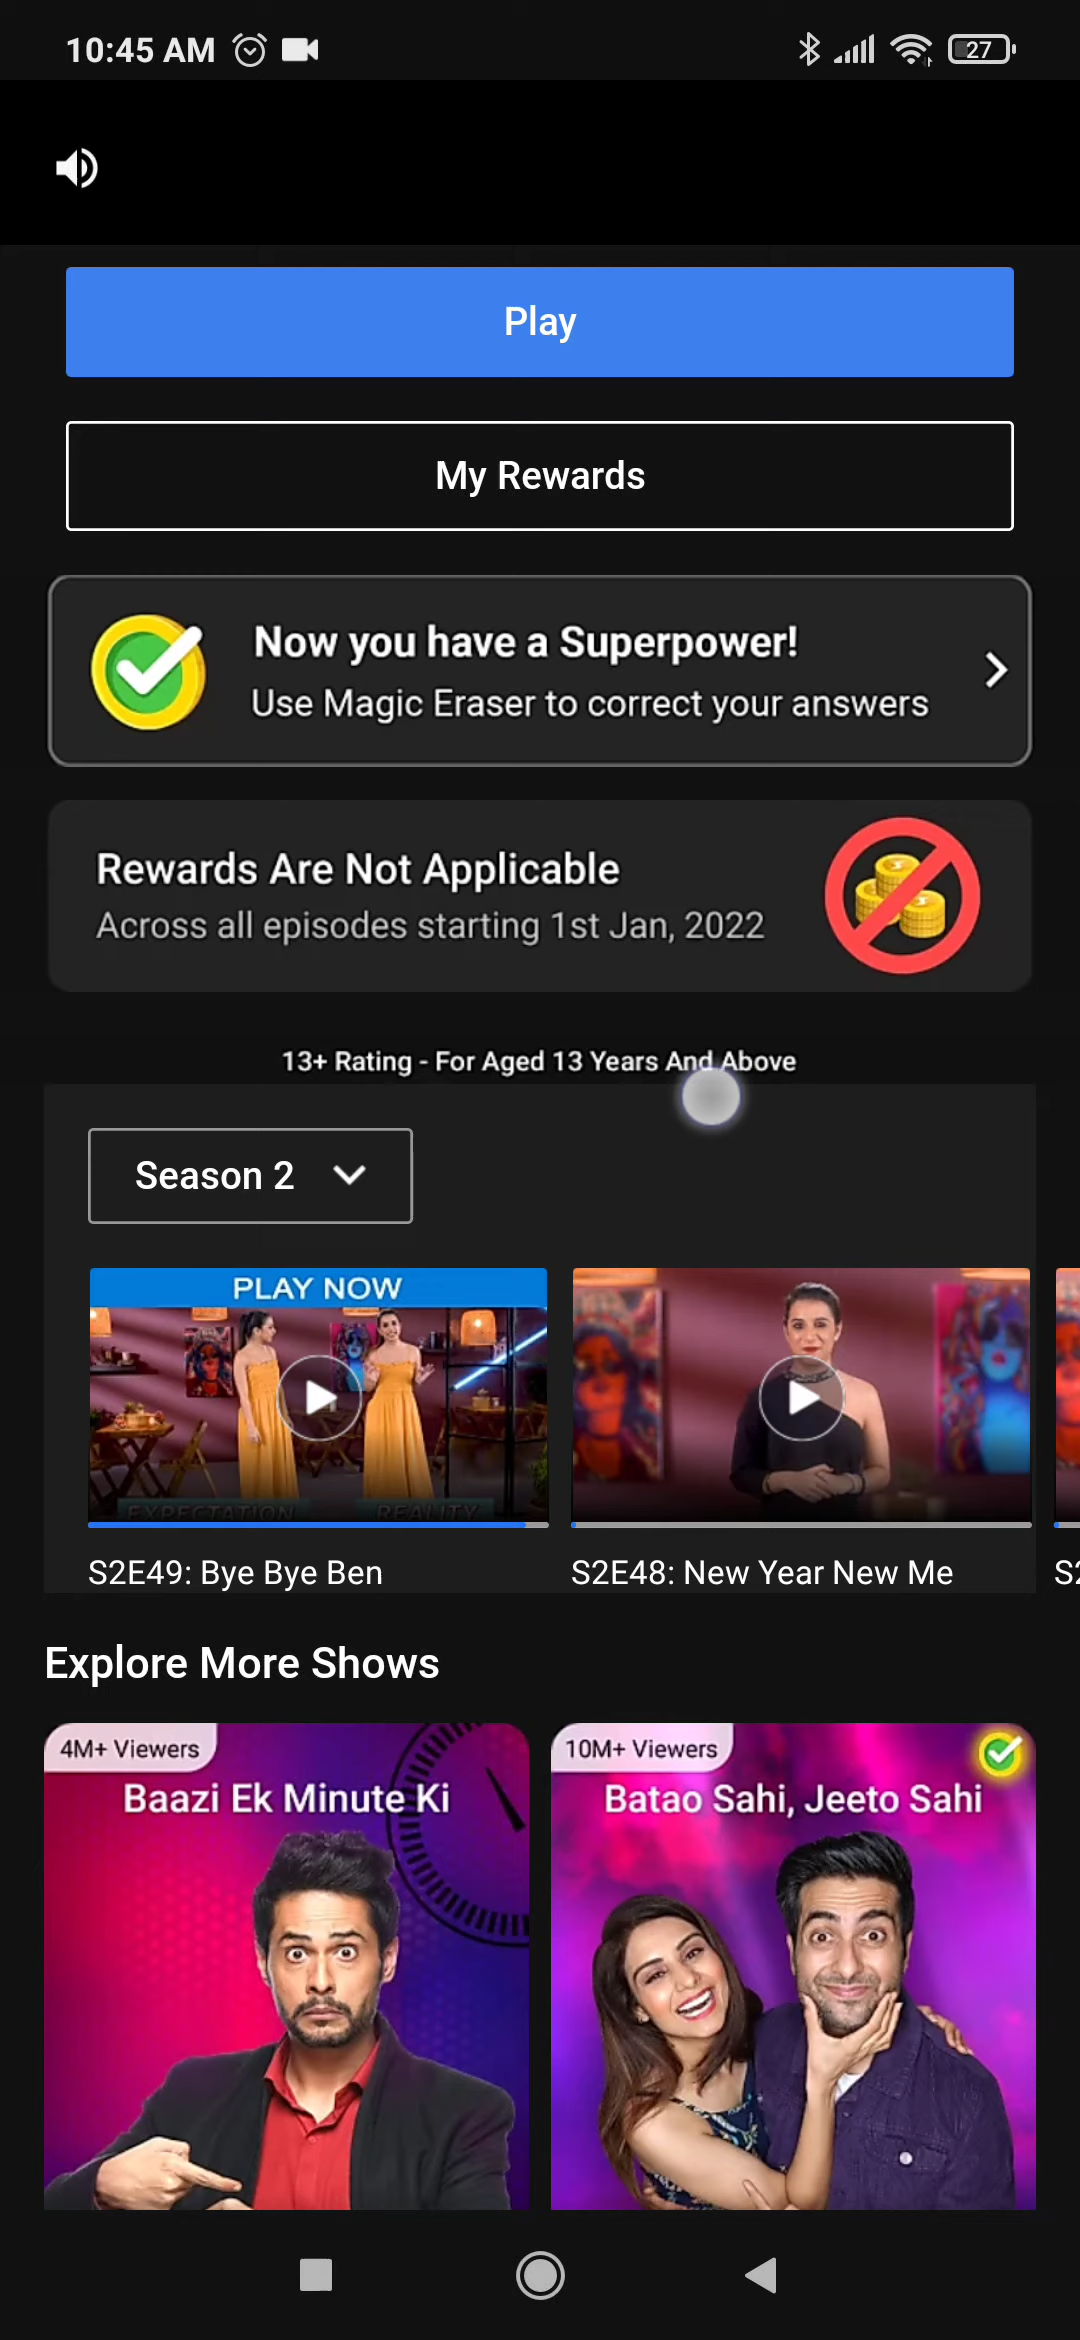 10:45 AM
27
Play
My Rewards
Now you have a Superpower!
Use Magic Eraser to correct your answers
Rewards Are Not Applicable
Across all episodes starting 1st Jan, 2022
13+ Rating - For Aged 13 Years And Above
Season 2
PLAY NOW
EXPECTATION REALITY
S2E49: Bye Bye Ben
S2E48: New Year New Me
Explore More Shows
4M+ Viewers
Baazi Ek Minute Ki
10M+ Viewers
Batao Sahi, Jeeto Sahi